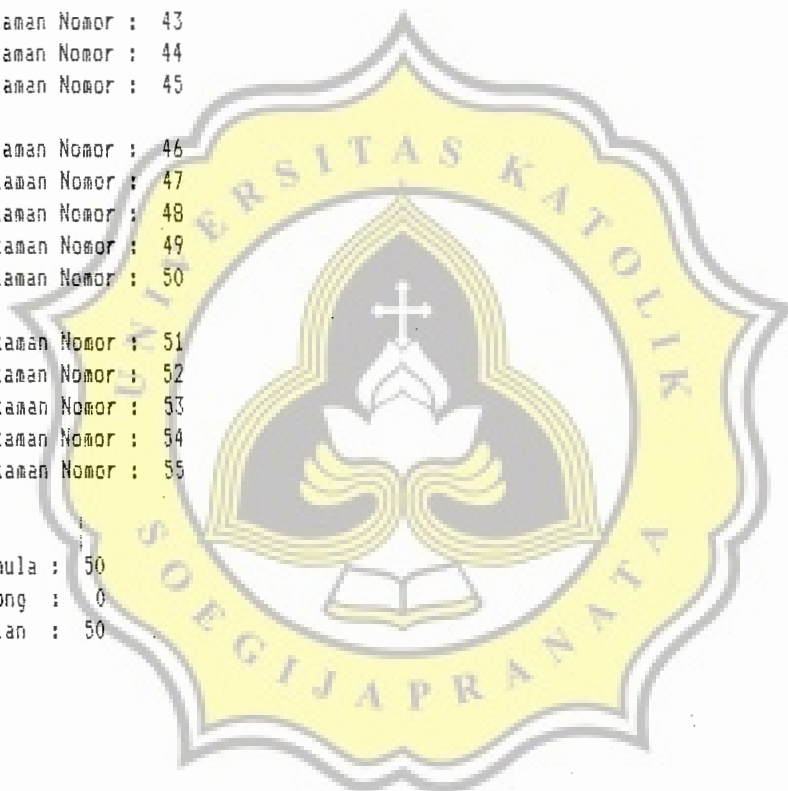 aman Nomor : 43
aman Nomor : 44
aman Nomor : 45
aman Nomor : 46
aman Nomor : 47
aman Nomor : 48
aman Nomor : 49
aman Nomor : 50
aman Nomor : 51
aman Nomor : 52
aman Nomor : 53
aman Nomor : 54
aman Nomor : 55
ula : 50
ong : 0
an : 50
UNIVERSITAS KATOLIK
SOEGIJAPRANATA